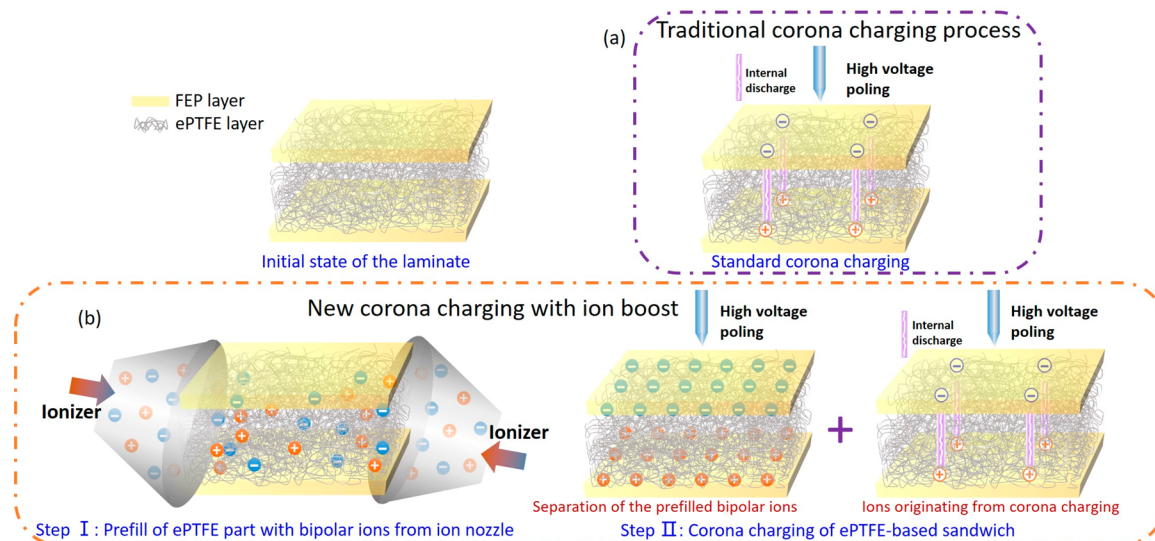 (a) Traditional corona charging process
Internal
discharge
High voltage
poling
FEP layer
ePTFE layer
Initial state of the laminate
Standard corona charging
(b) New corona charging with ion boost
High voltage
poling
Internal
discharge
High voltage
poling
Ionizer
Ionizer
Separation of the prefilled bipolar ions
Ions originating from corona charging
Step Ⅰ: Prefill of ePTFE part with bipolar ions from ion nozzle
Step Ⅱ: Corona charging of ePTFE-based sandwich